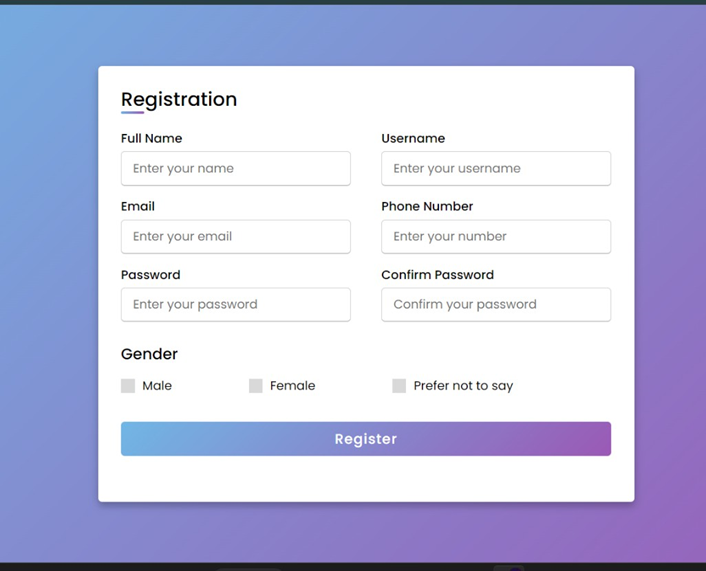 Registration
Full Name Username
Enter your name Enter your username
Email Phone Number
Enter your email Enter your number
Password Confirm Password
Enter your password Confirm your password
Gender
Male Female Prefer not to say
Register